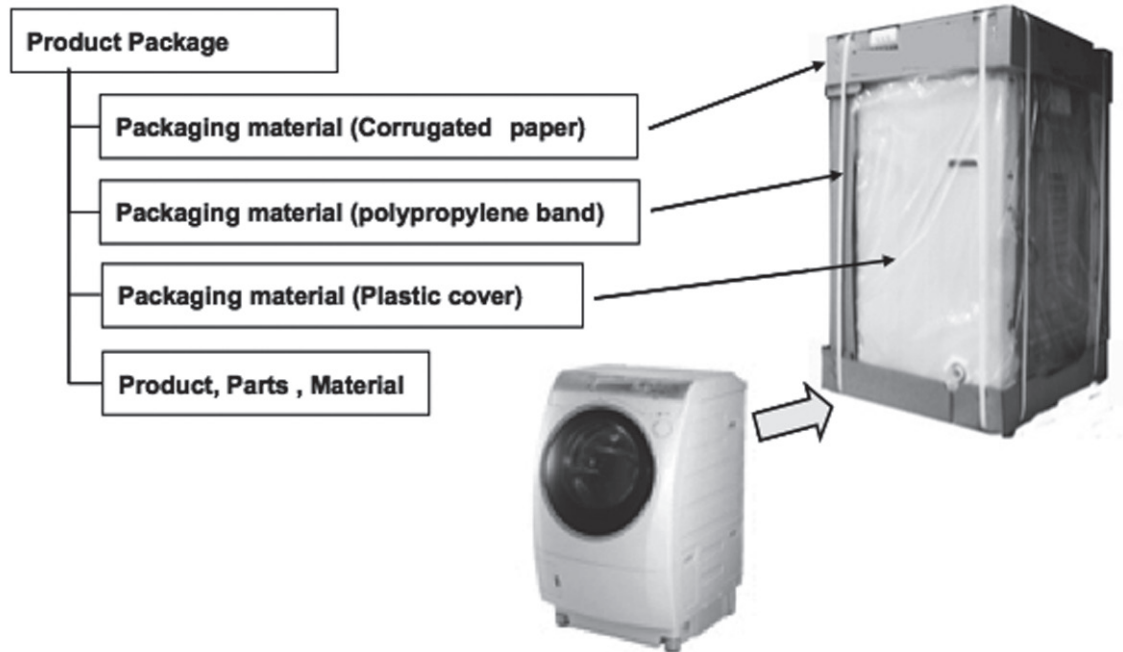 Product Package
Packaging material (Corrugated paper)
Packaging material (polypropylene band)
Packaging material (Plastic cover)
Product, Parts , Material